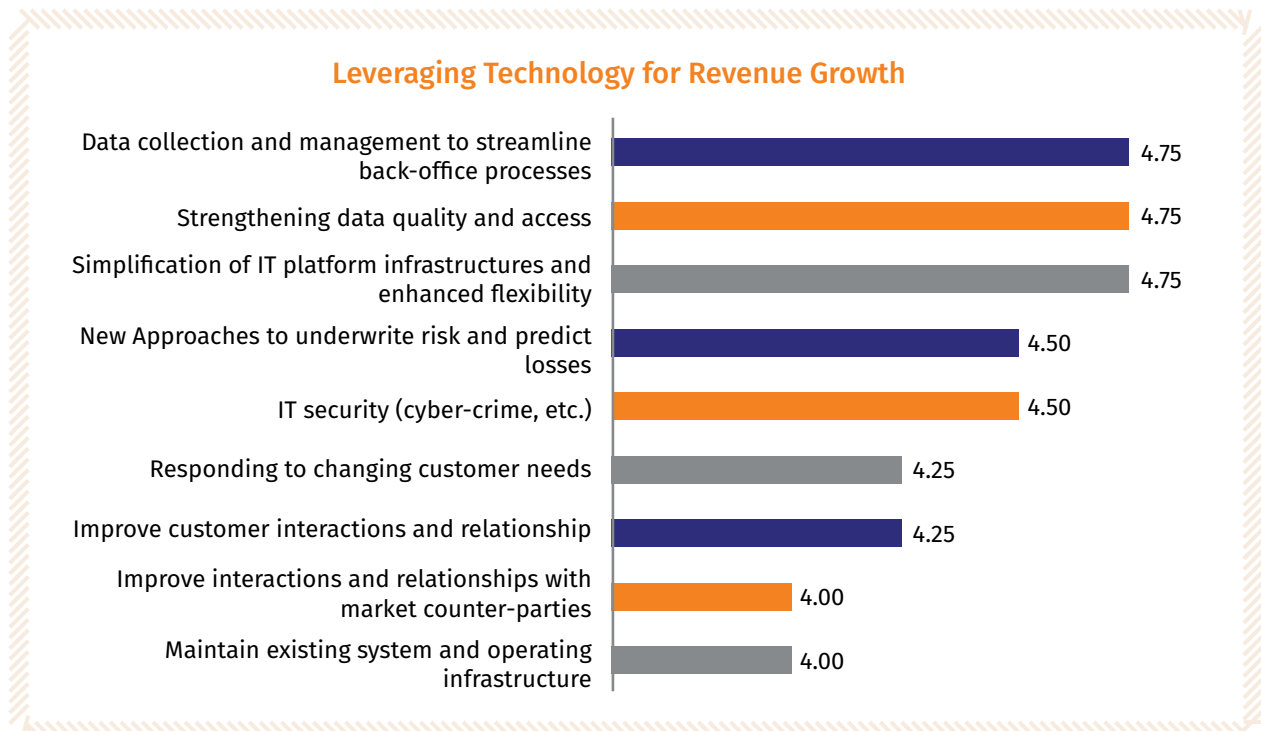 Leveraging Technology for Revenue Growth
Data collection and management to streamline
back-office processes
4.75
Strengthening data quality and access
4.75
Simplification of IT platform infrastructures and
enhanced flexibility
4.75
New Approaches to underwrite risk and predict
losses
4.50
IT security (cyber-crime, etc.)
4.50
Responding to changing customer needs
4.25
Improve customer interactions and relationship
4.25
Improve interactions and relationships with
market counter-parties
4.00
Maintain existing system and operating
infrastructure
4.00